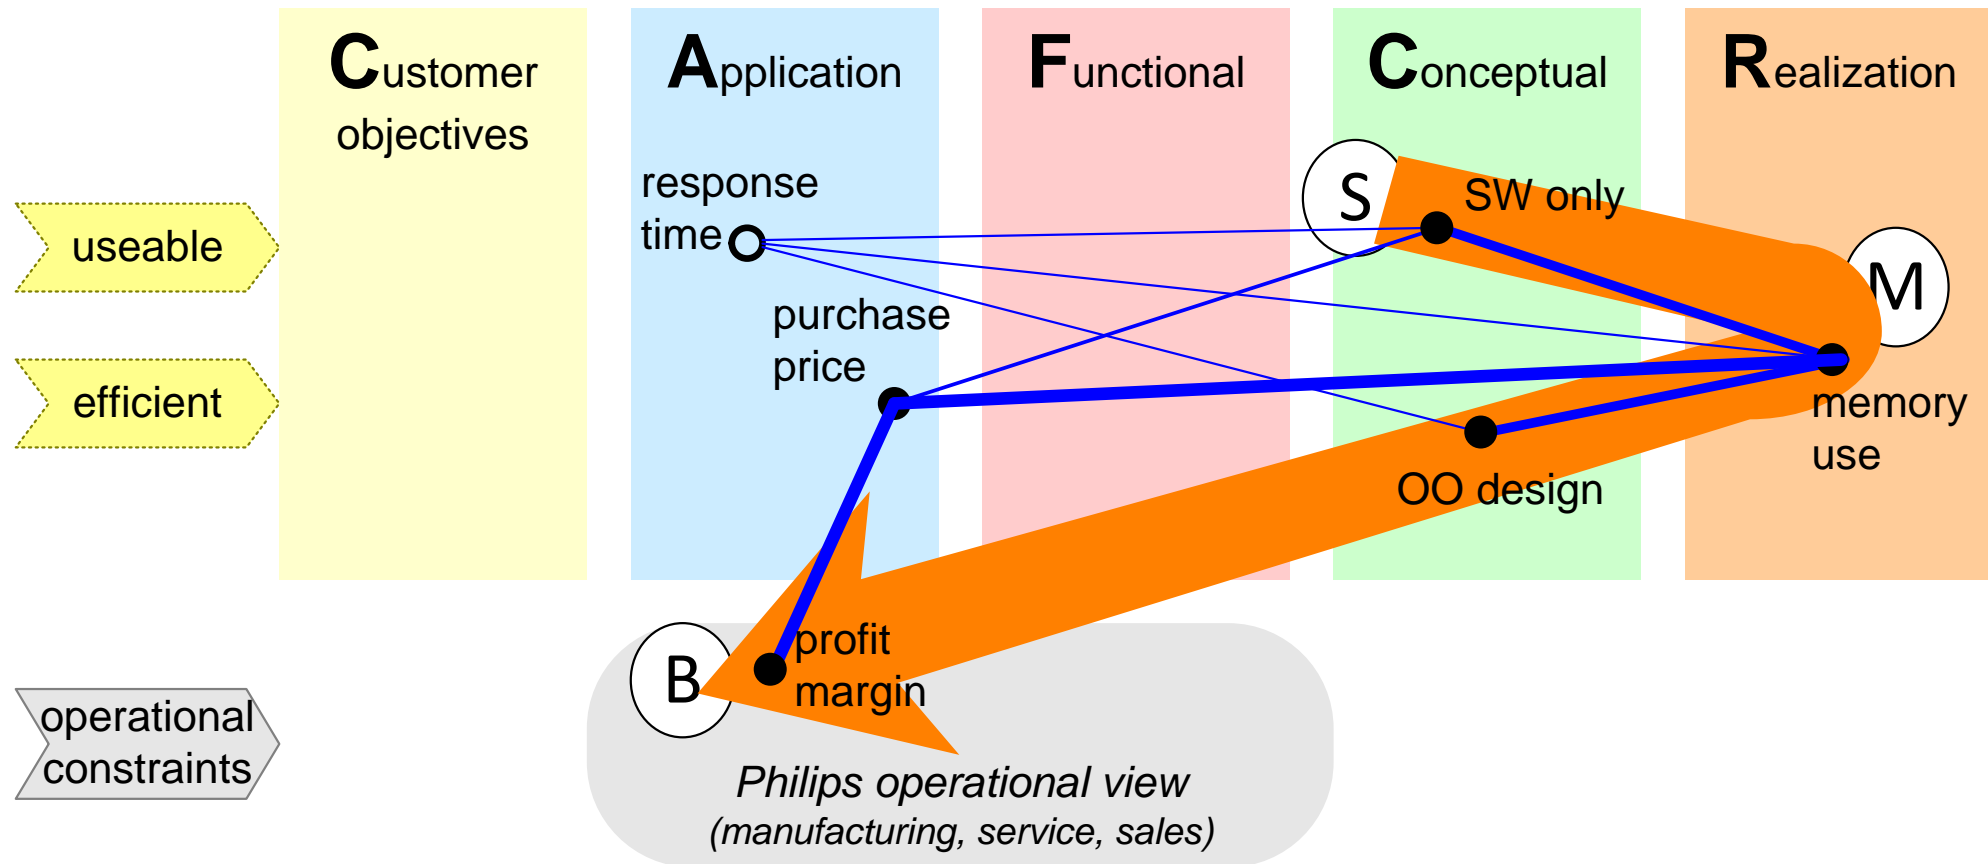 Customer
objectives
Application
Functional
Conceptual
Realization
useable
efficient
operational
constraints
response
time
purchase
price
S
SW only
M
memory
use
OO design
B
profit
margin
Philips operational view
(manufacturing, service, sales)